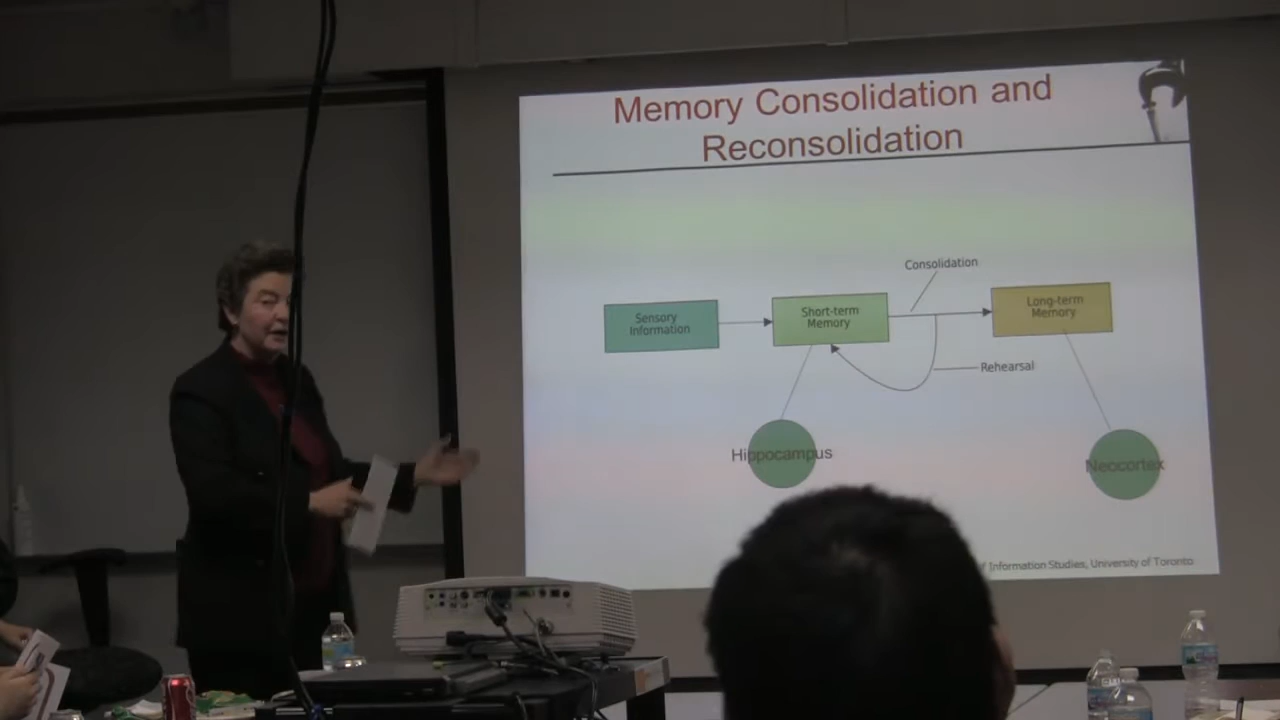 Memory Consolidation and
Reconsolidation
Consolidation
Sensory
Information
Short-term
Memory
Long-term
Memory
Rehearsal
Hippocampus
Neocortex
Information Studies, University of Toronto